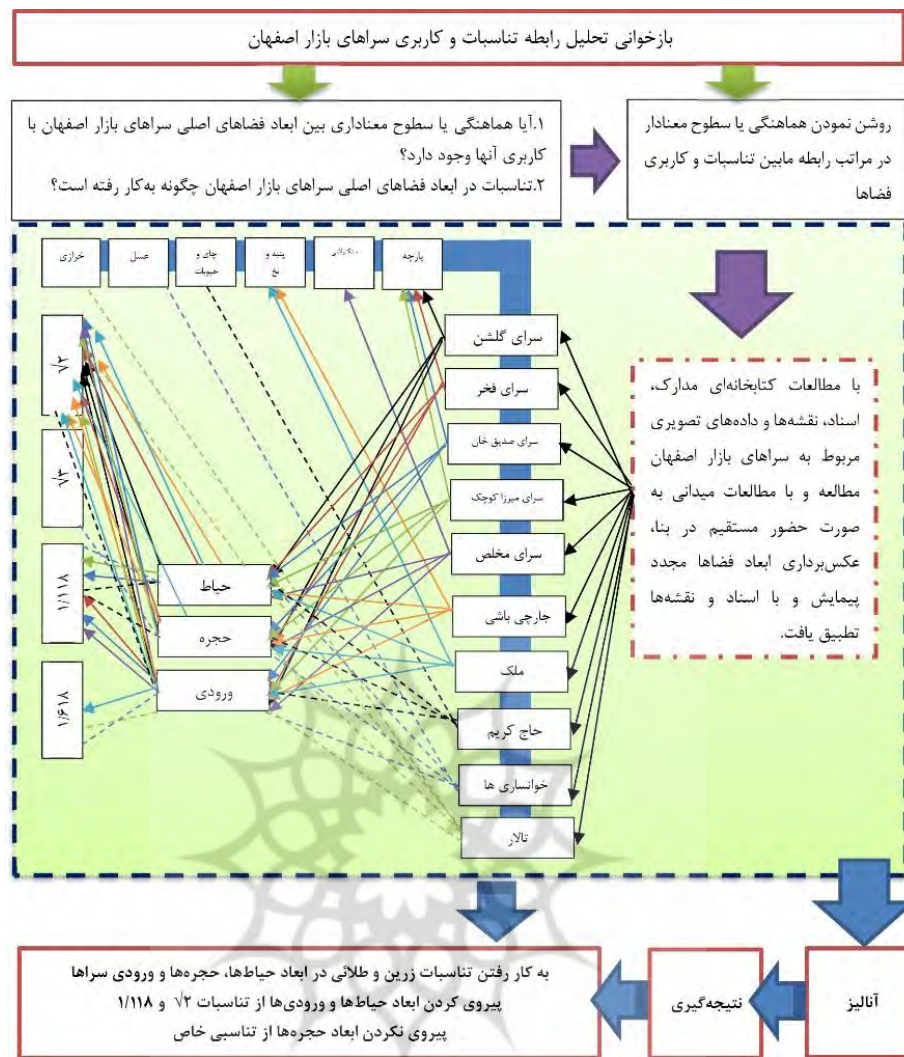 بازخوانی تحلیل رابطه تناسبات و کاربری سراهای بازار اصفهان
روشن نمودن هماهنگی یا سطوح معنادار
در مراتب رابطه مابین تناسبات و کاربری
فضاها
۱.آیا هماهنگی یا سطوح معناداری بین ابعاد فضاهای اصلی سراهای بازار اصفهان با
کاربری آنها وجود دارد؟
۲.تناسبات در ابعاد فضاهای اصلی سراهای بازار اصفهان چگونه به‌کار رفته است؟
پارچه
پنبه و
نخ
چای و
حبوبات
عسل
خرازی
با مطالعات کتابخانه‌ای مدارک،
اسناد، نقشه‌ها و داده‌های تصویری
مربوط به سراهای بازار اصفهان
مطالعه و با مطالعات میدانی به
صورت حضور مستقیم در بنا،
عکس‌برداری ابعاد فضاها مجدد
پیمایش و با اسناد و نقشه‌ها
تطبیق یافت.
سرای گلشن
سرای فخر
سرای صدیق خان
سرای میرزا کوچک
سرای مخلص
جارچی باشی
ملک
حاج کریم
خوانساری ها
تالار
حیاط
حجره
ورودی
√۲
√۳
۱/۱۱۸
۱/۶۱۸
آنالیز
نتیجه‌گیری
به کار رفتن تناسبات زرین و طلائی در ابعاد حیاط‌ها، حجره‌ها و ورودی سراها
پیروی کردن ابعاد حیاط‌ها و ورودی‌ها از تناسبات ۲√ و ۱/۱۱۸
پیروی نکردن ابعاد حجره‌ها از تناسبی خاص